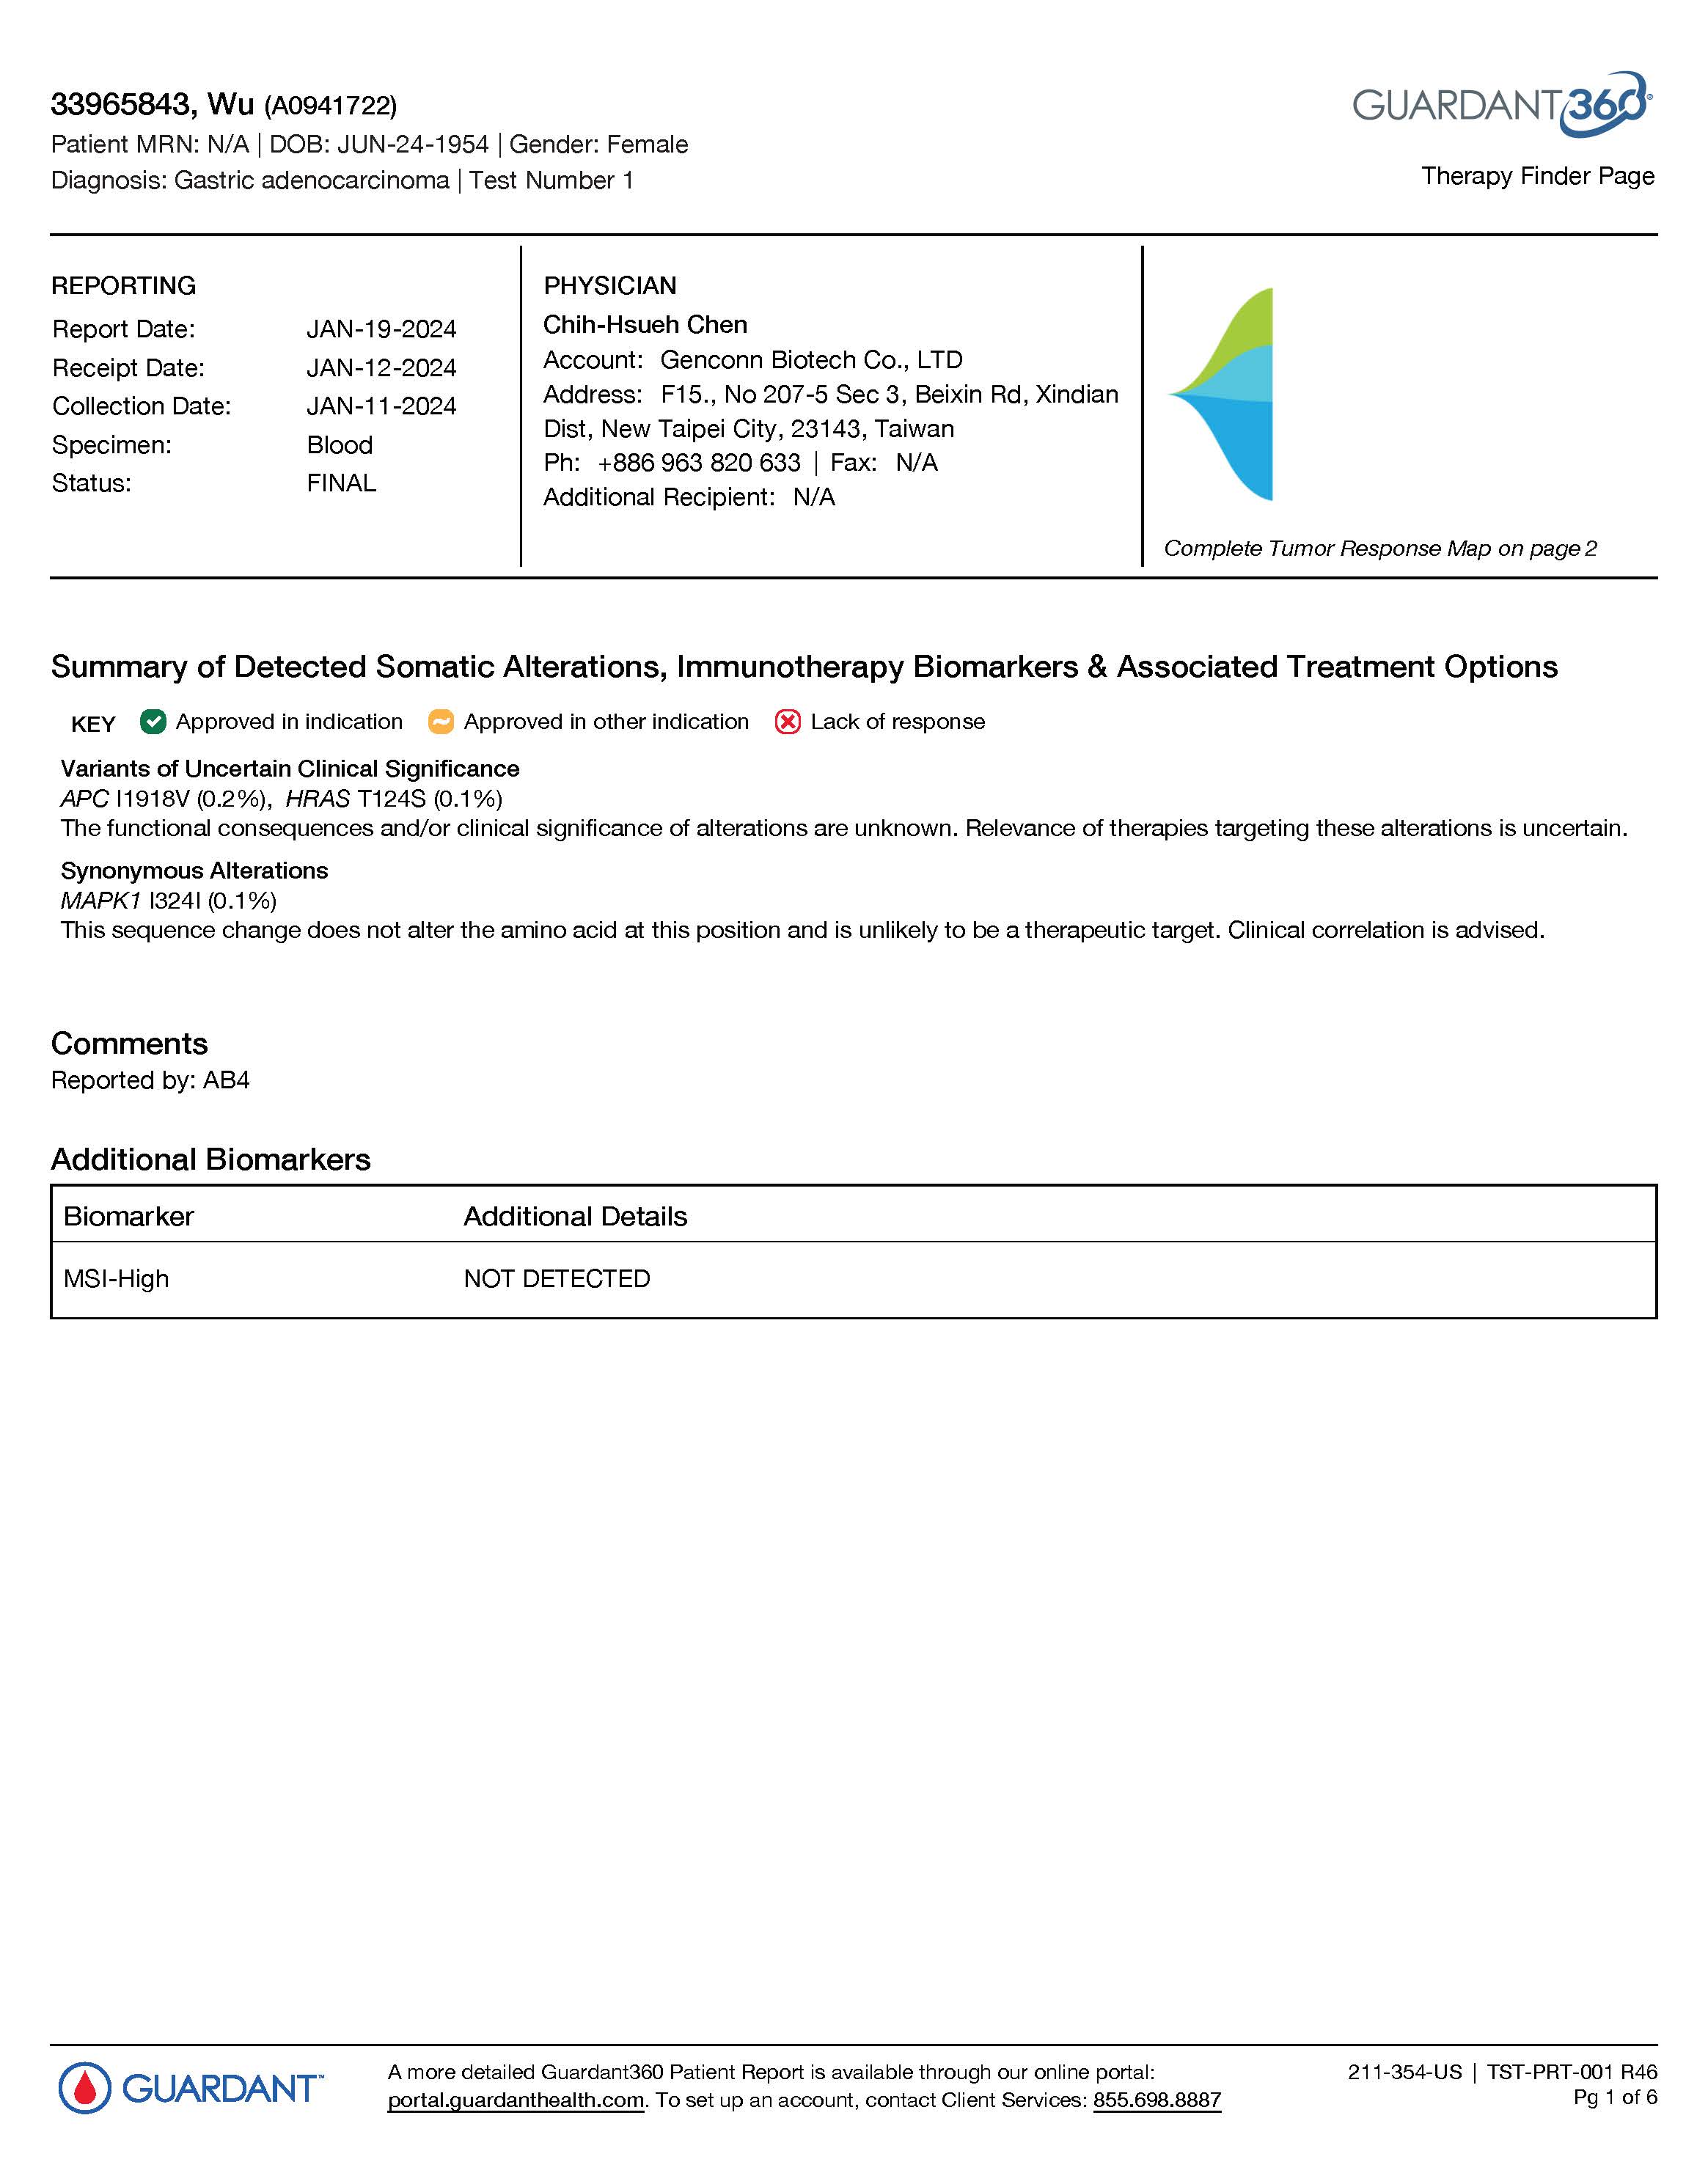 33965843, Wu (A0941722)
Patient MRN: N/A | DOB: JUN-24-1954 | Gender: Female
Diagnosis: Gastric adenocarcinoma | Test Number 1
GUARDANT360®
Therapy Finder Page
REPORTING
Report Date: JAN-19-2024
Receipt Date: JAN-12-2024
Collection Date: JAN-11-2024
Specimen: Blood
Status: FINAL
PHYSICIAN
Chih-Hsueh Chen
Account: Genconn Biotech Co., LTD
Address: F15., No 207-5 Sec 3, Beixin Rd, Xindian
Dist, New Taipei City, 23143, Taiwan
Ph: +886 963 820 633 | Fax: N/A
Additional Recipient: N/A
Complete Tumor Response Map on page 2
Summary of Detected Somatic Alterations, Immunotherapy Biomarkers & Associated Treatment Options
KEY Approved in indication Approved in other indication Lack of response
Variants of Uncertain Clinical Significance
APC I1918V (0.2%), HRAS T124S (0.1%)
The functional consequences and/or clinical significance of alterations are unknown. Relevance of therapies targeting these alterations is uncertain.
Synonymous Alterations
MAPK1 I324I (0.1%)
This sequence change does not alter the amino acid at this position and is unlikely to be a therapeutic target. Clinical correlation is advised.
Comments
Reported by: AB4
Additional Biomarkers
Biomarker Additional Details
MSI-High NOT DETECTED
GUARDANT™
A more detailed Guardant360 Patient Report is available through our online portal:
portal.guardanthealth.com. To set up an account, contact Client Services: 855.698.8887
211-354-US | TST-PRT-001 R46
Pg 1 of 6